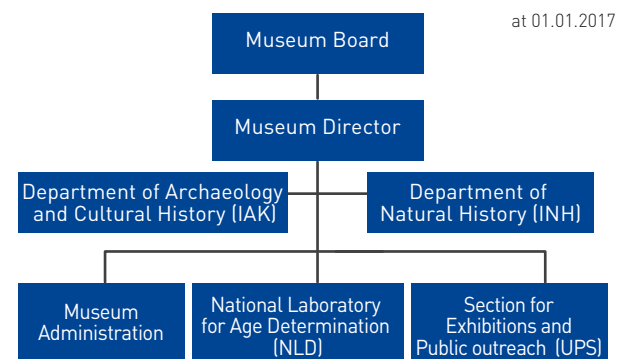 at 01.01.2017
Museum Board
Museum Director
Department of Archaeology
and Cultural History (IAK)
Department of
Natural History (INH)
Museum
Administration
National Laboratory
for Age Determination
(NLD)
Section for
Exhibitions and
Public outreach (UPS)